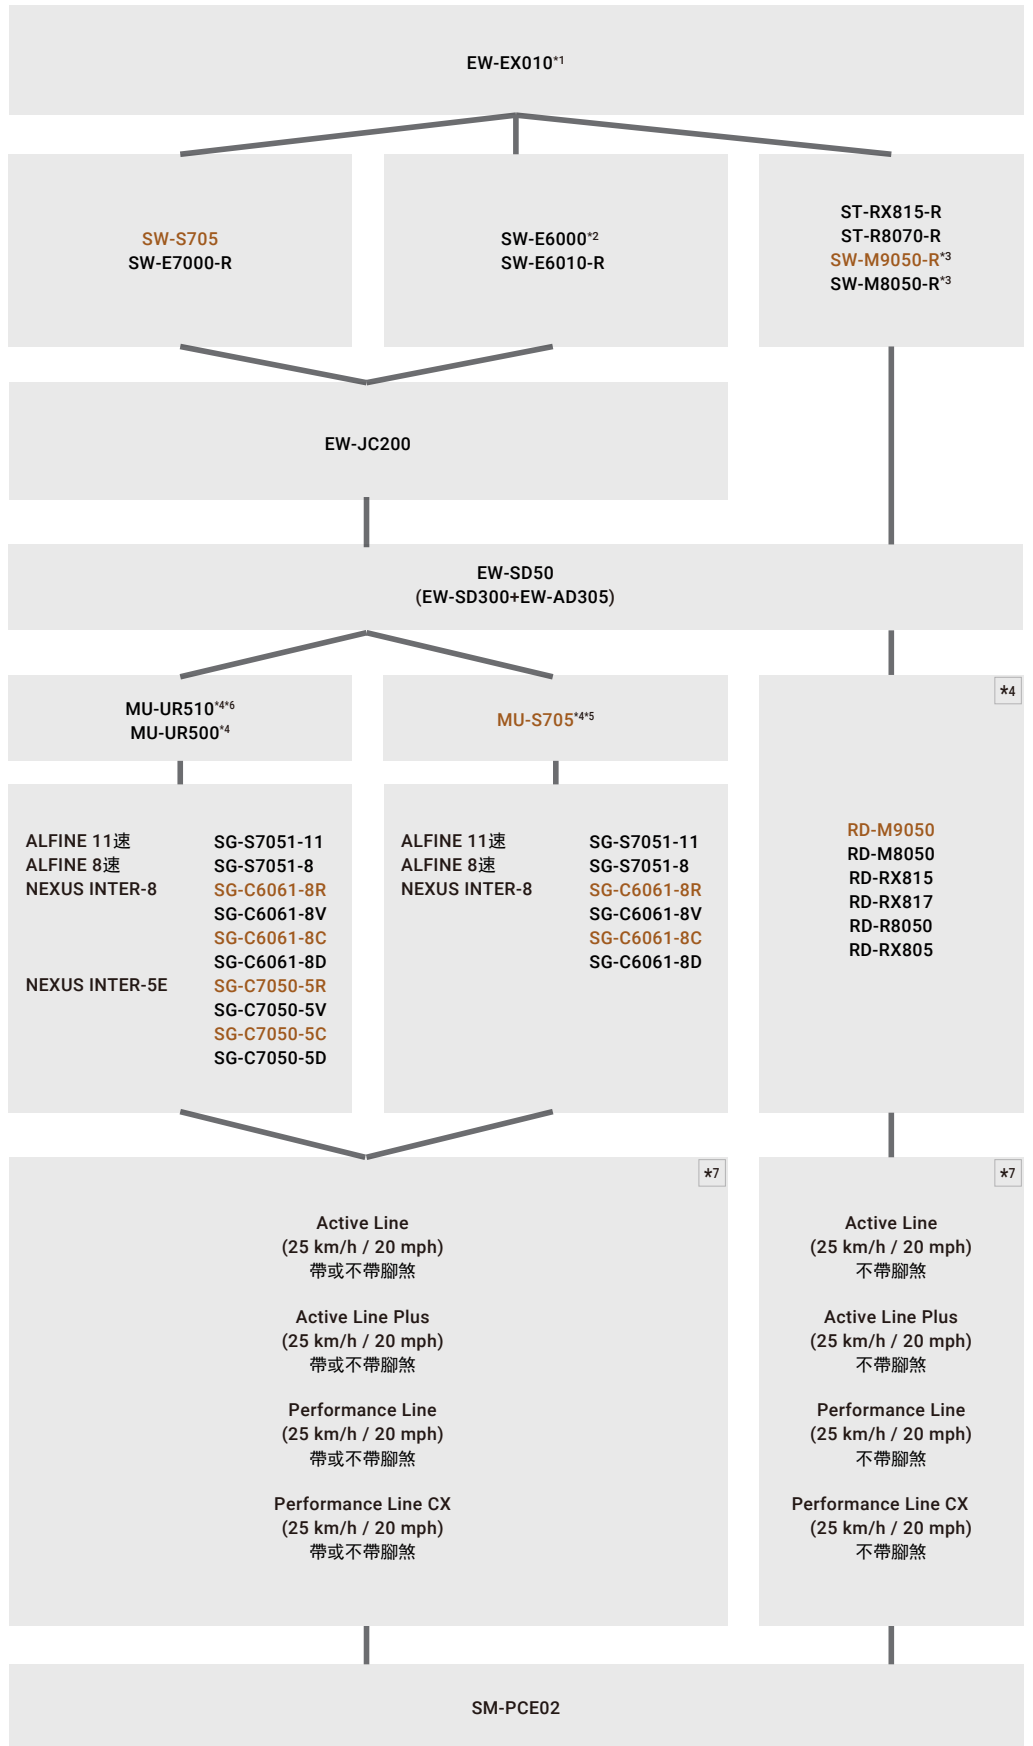 EW-EX010*1
SW-S705
SW-E7000-R
SW-E6000*2
SW-E6010-R
ST-RX815-R
ST-R8070-R
SW-M9050-R*3
SW-M8050-R*3
EW-JC200
EW-SD50
(EW-SD300+EW-AD305)
MU-UR510*4*6
MU-UR500*4
MU-S705*4*5
*4
ALFINE 11速 SG-S7051-11
ALFINE 8速 SG-S7051-8
NEXUS INTER-8 SG-C6061-8R
SG-C6061-8V
SG-C6061-8C
SG-C6061-8D
NEXUS INTER-5E SG-C7050-5R
SG-C7050-5V
SG-C7050-5C
SG-C7050-5D
ALFINE 11速 SG-S7051-11
ALFINE 8速 SG-S7051-8
NEXUS INTER-8 SG-C6061-8R
SG-C6061-8V
SG-C6061-8C
SG-C6061-8D
RD-M9050
RD-M8050
RD-RX815
RD-RX817
RD-R8050
RD-RX805
*7
Active Line
(25 km/h / 20 mph)
帶或不帶腳煞
Active Line Plus
(25 km/h / 20 mph)
帶或不帶腳煞
Performance Line
(25 km/h / 20 mph)
帶或不帶腳煞
Performance Line CX
(25 km/h / 20 mph)
帶或不帶腳煞
*7
Active Line
(25 km/h / 20 mph)
不帶腳煞
Active Line Plus
(25 km/h / 20 mph)
不帶腳煞
Performance Line
(25 km/h / 20 mph)
不帶腳煞
Performance Line CX
(25 km/h / 20 mph)
不帶腳煞
SM-PCE02